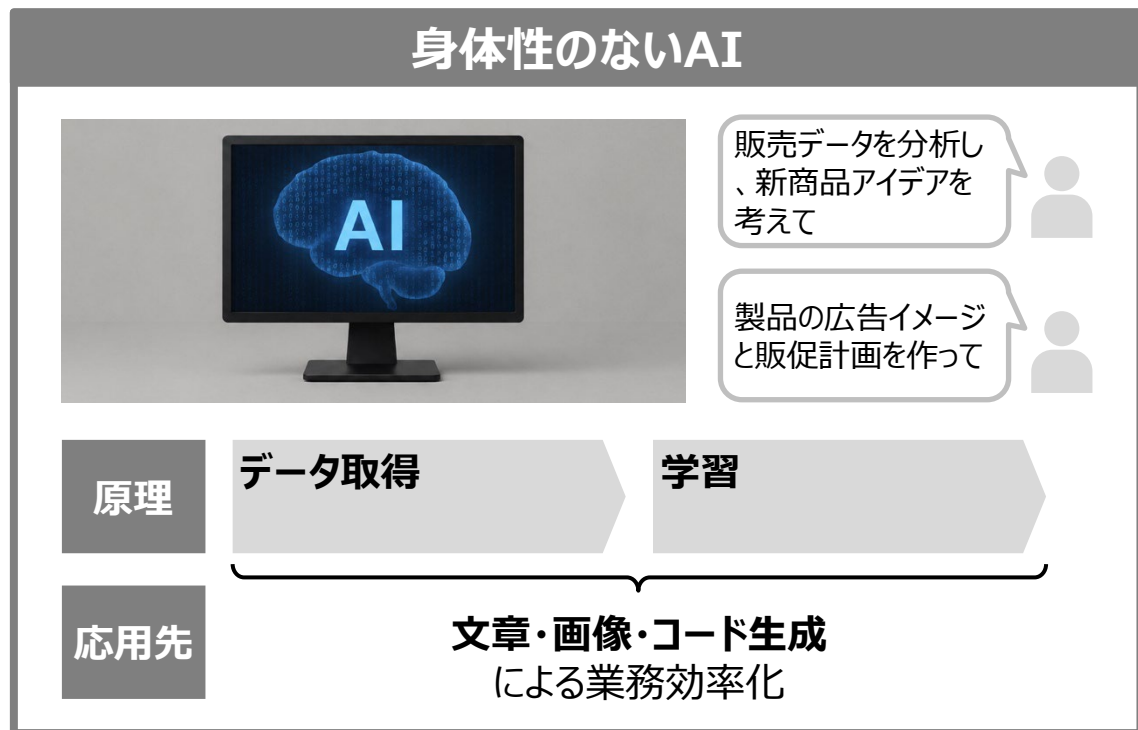 身体性のないAI
AI
販売データを分析し
、新商品アイデアを
考えて
製品の広告イメージ
と販促計画を作って
原理
データ取得
学習
応用先
文章・画像・コード生成
による業務効率化